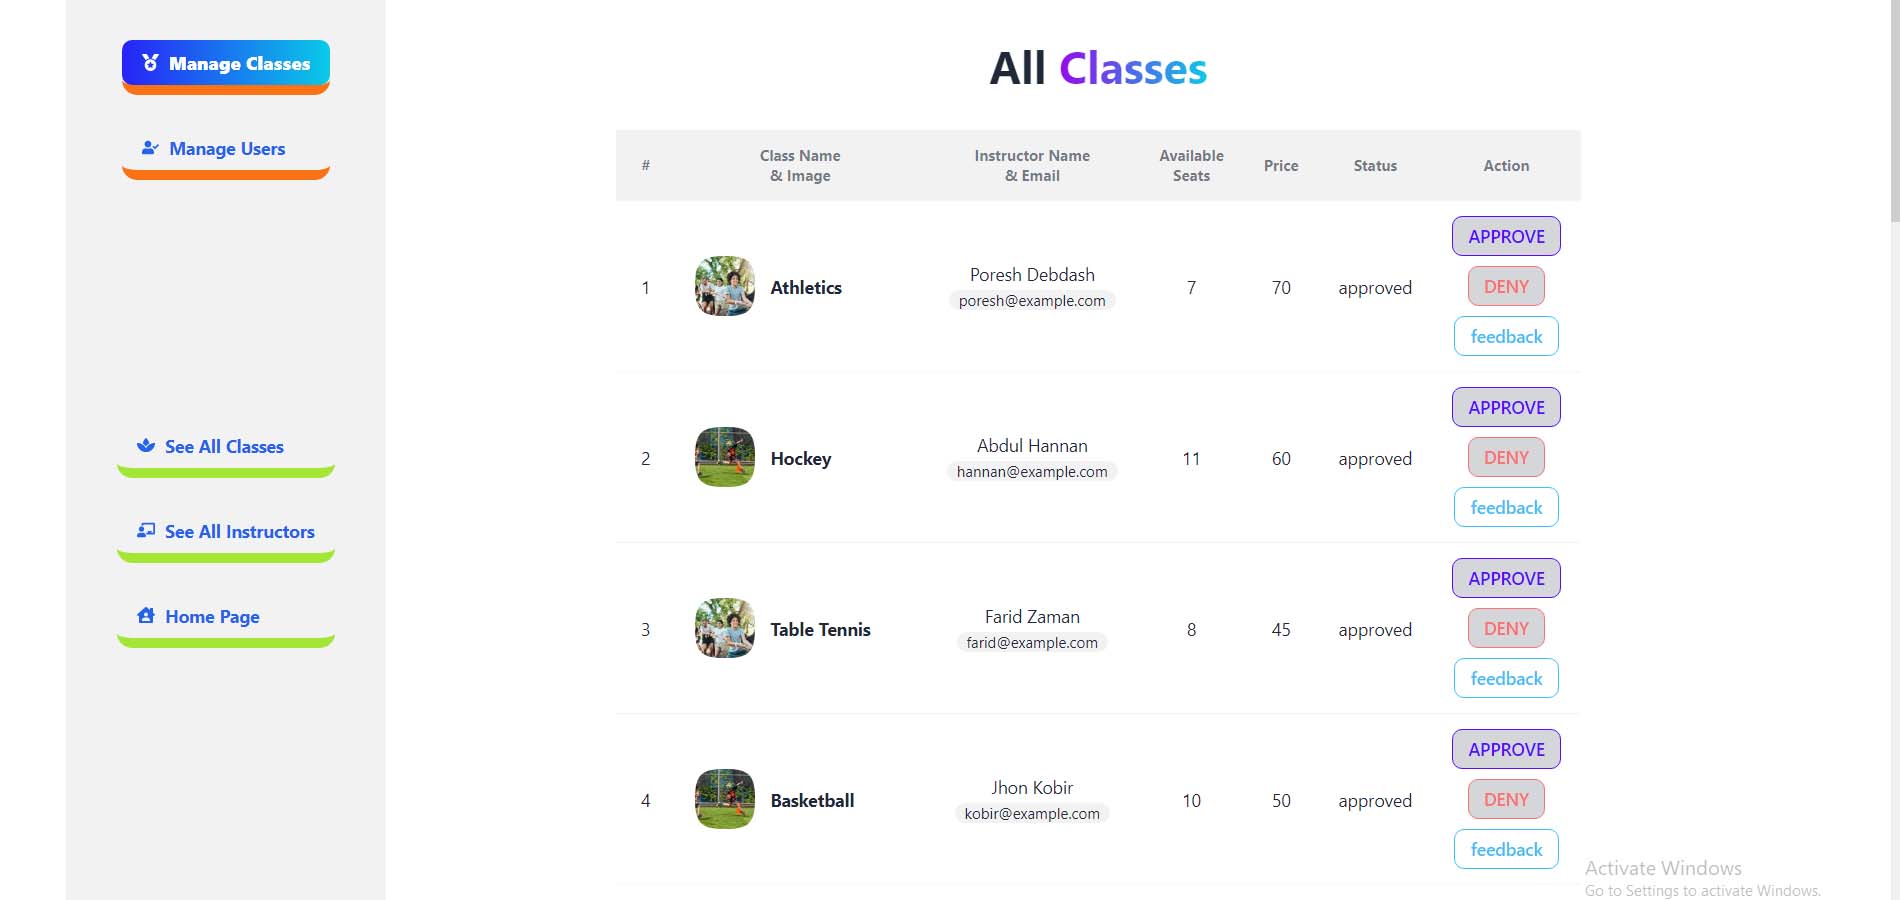 Manage Classes
Manage Users
See All Classes
See All Instructors
Home Page
All Classes
# Class Name & Image Instructor Name & Email Available Seats Price Status Action
1 Athletics Poresh Debdash poresh@example.com 7 70 approved APPROVE DENY feedback
2 Hockey Abdul Hannan hannan@example.com 11 60 approved APPROVE DENY feedback
3 Table Tennis Farid Zaman farid@example.com 8 45 approved APPROVE DENY feedback
4 Basketball Jhon Kobir kobir@example.com 10 50 approved APPROVE DENY feedback
Activate Windows
Go to Settings to activate Windows.